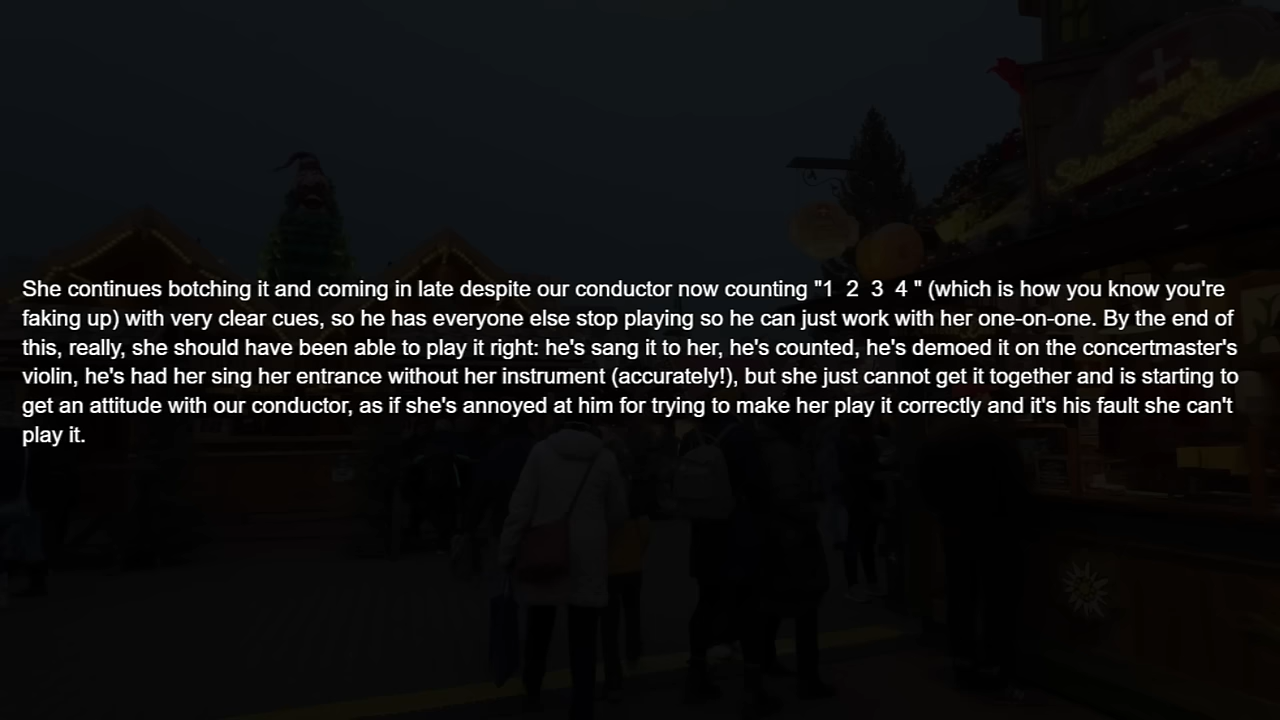 She continues botching it and coming in late despite our conductor now counting "1  2  3  4 " (which is how you know you're
faking up) with very clear cues, so he has everyone else stop playing so he can just work with her one-on-one. By the end of
this, really, she should have been able to play it right: he's sang it to her, he's counted, he's demoed it on the concertmaster's
violin, he's had her sing her entrance without her instrument (accurately!), but she just cannot get it together and is starting to
get an attitude with our conductor, as if she's annoyed at him for trying to make her play it correctly and it's his fault she can't
play it.